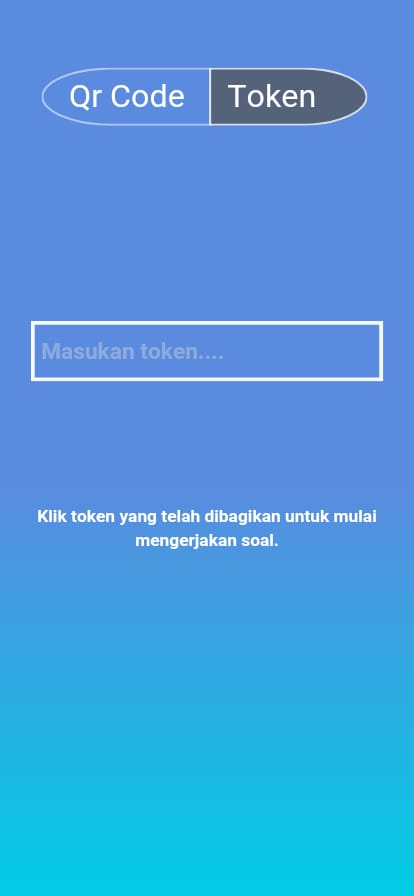 Qr Code Token
Masukan token....
Klik token yang telah dibagikan untuk mulai
mengerjakan soal.